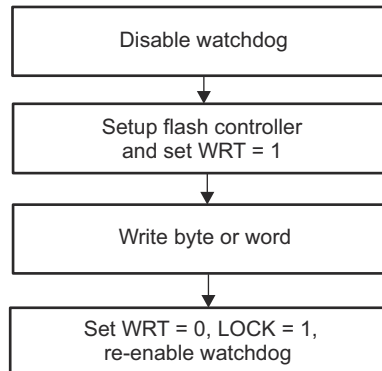 Disable watchdog
Setup flash controller
and set WRT = 1
Write byte or word
Set WRT = 0, LOCK = 1,
re-enable watchdog